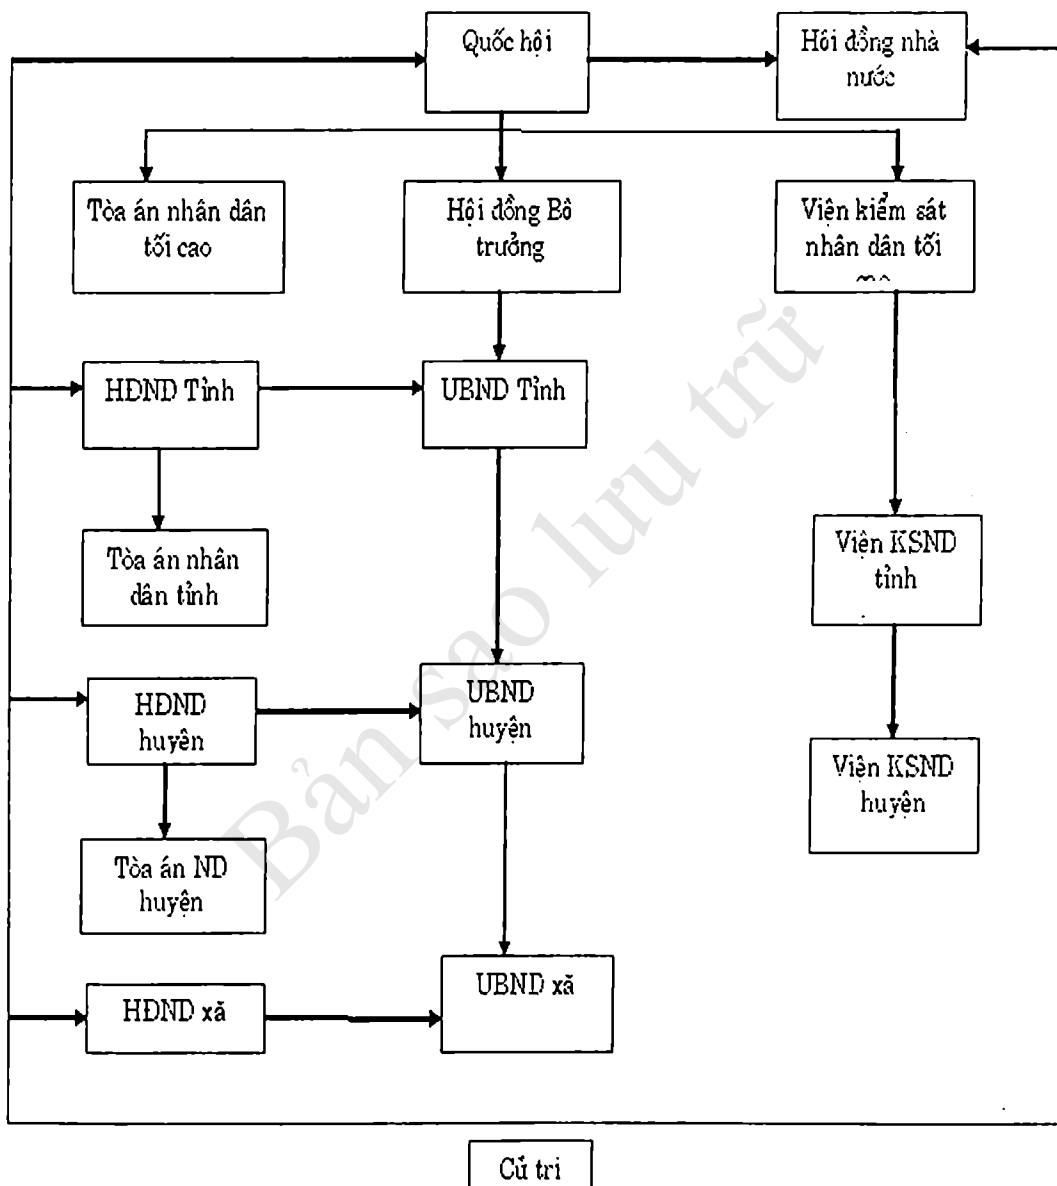 Quốc hội
Hội đồng nhà
nước
Tòa án nhân dân
tối cao
Hội đồng Bộ
trưởng
Viện kiểm sát
nhân dân tối
HĐND Tỉnh
UBND Tỉnh
Tòa án nhân
dân tỉnh
Viện KSND
tỉnh
HĐND
huyện
UBND
huyện
Viện KSND
huyện
Tòa án ND
huyện
HĐND xã
UBND xã
Cử tri
Bản sao lưu trữ